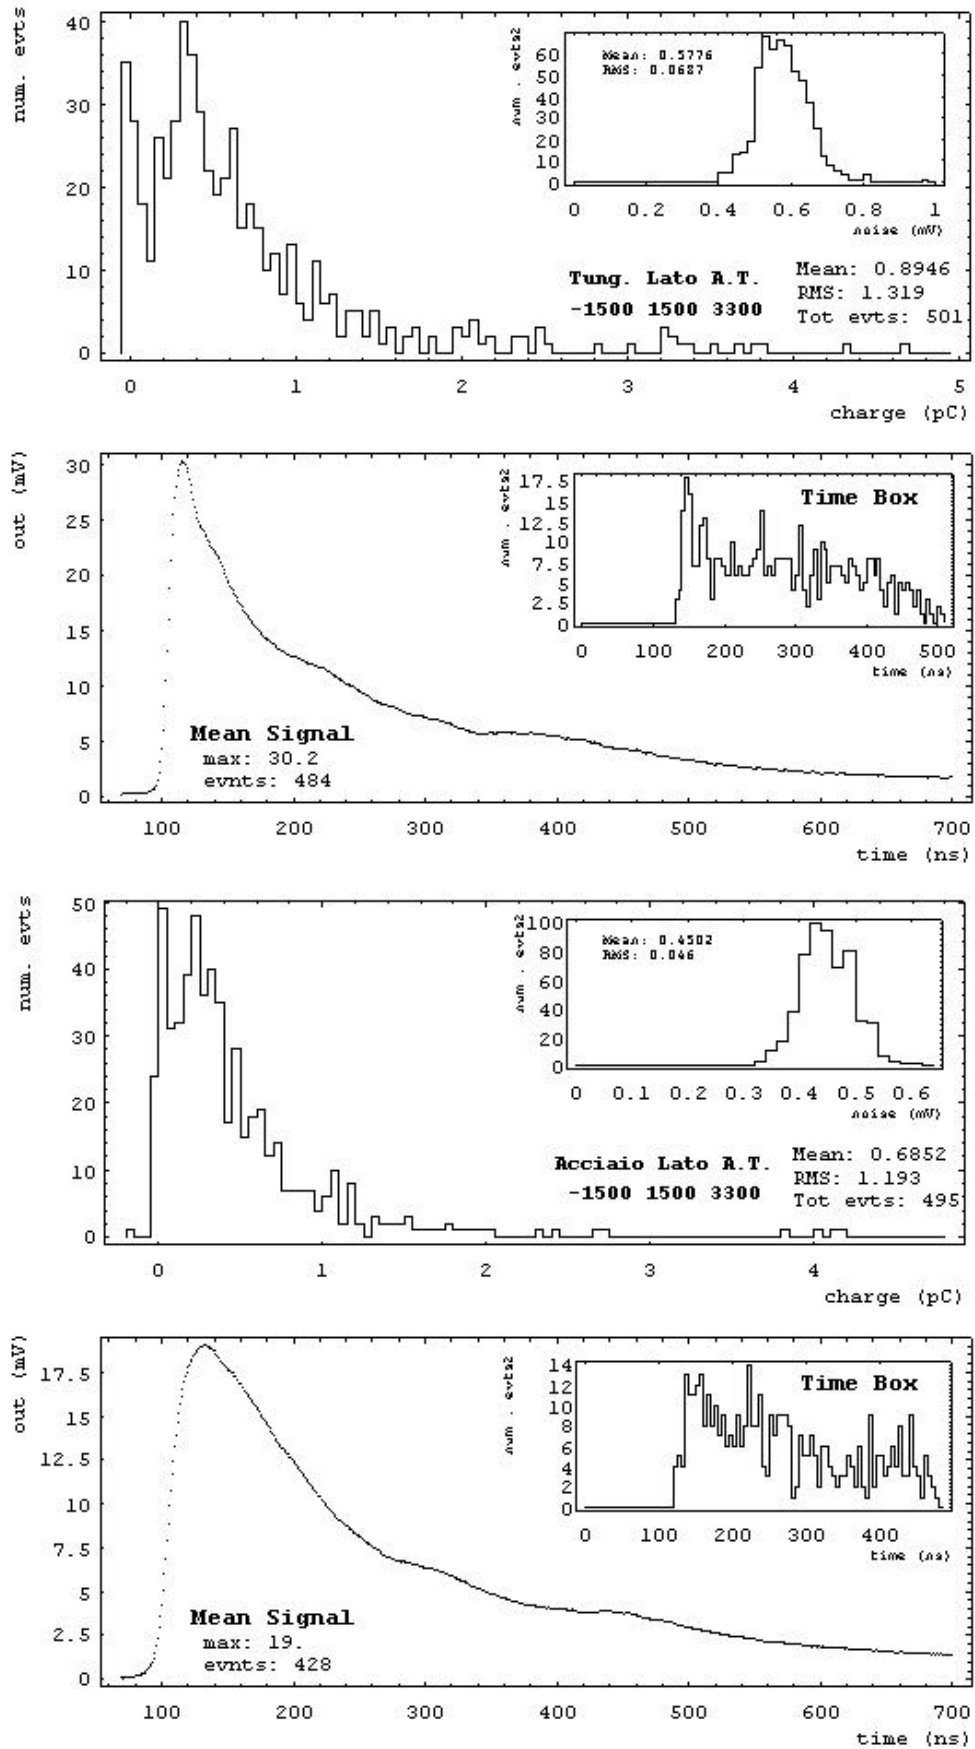 num. evts
40
30
20
10
0
0 1 2 3 4 5
charge (pC)
num . evts2
60
50
40
30
20
10
0
Mean: 0.5776
RMS: 0.0687
0 0.2 0.4 0.6 0.8 1
noise (mV)
Tung. Lato A.T.
-1500 1500 3300
Mean: 0.8946
RMS: 1.319
Tot evts: 501
out (mV)
30
25
20
15
10
5
0
100 200 300 400 500 600 700
time (ns)
Mean Signal
max: 30.2
evnts: 484
num . evts2
17.5
15
12.5
10
7.5
5
2.5
0
Time Box
0 100 200 300 400 500
time (ns)
num. evts
50
40
30
20
10
0
0 1 2 3 4
charge (pC)
num . evts2
100
80
60
40
20
0
Mean: 0.4502
RMS: 0.046
0 0.1 0.2 0.3 0.4 0.5 0.6
noise (mV)
Acciaio Lato A.T.
-1500 1500 3300
Mean: 0.6852
RMS: 1.193
Tot evts: 495
out (mV)
17.5
15
12.5
10
7.5
5
2.5
0
100 200 300 400 500 600 700
time (ns)
Mean Signal
max: 19.
evnts: 428
num . evts2
14
12
10
8
6
4
2
0
Time Box
0 100 200 300 400
time (ns)